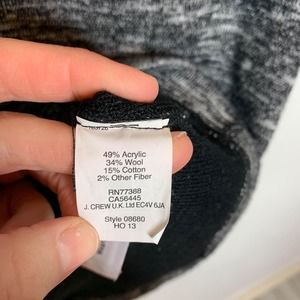 49% Acrylic
34% Wool
15% Cotton
2% Other Fiber
RN77388
CA56445
J. CREW U.K. Ltd EC4V 6JA
Style 08680
HO 13